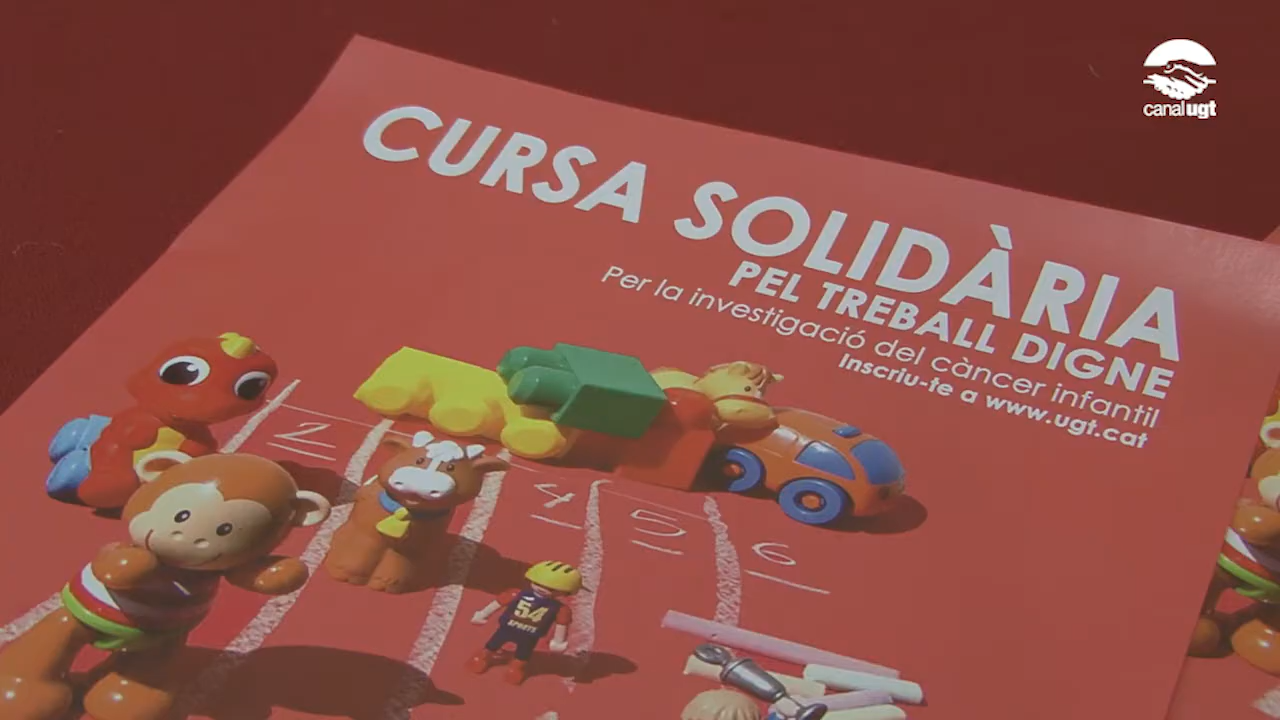 canalugt
CURSA SOLIDÀRIA
PEL TREBALL DIGNE
Per la investigació del càncer infantil
Inscriu-te a www.ugt.cat
2
4
5
6
54
SPORTS